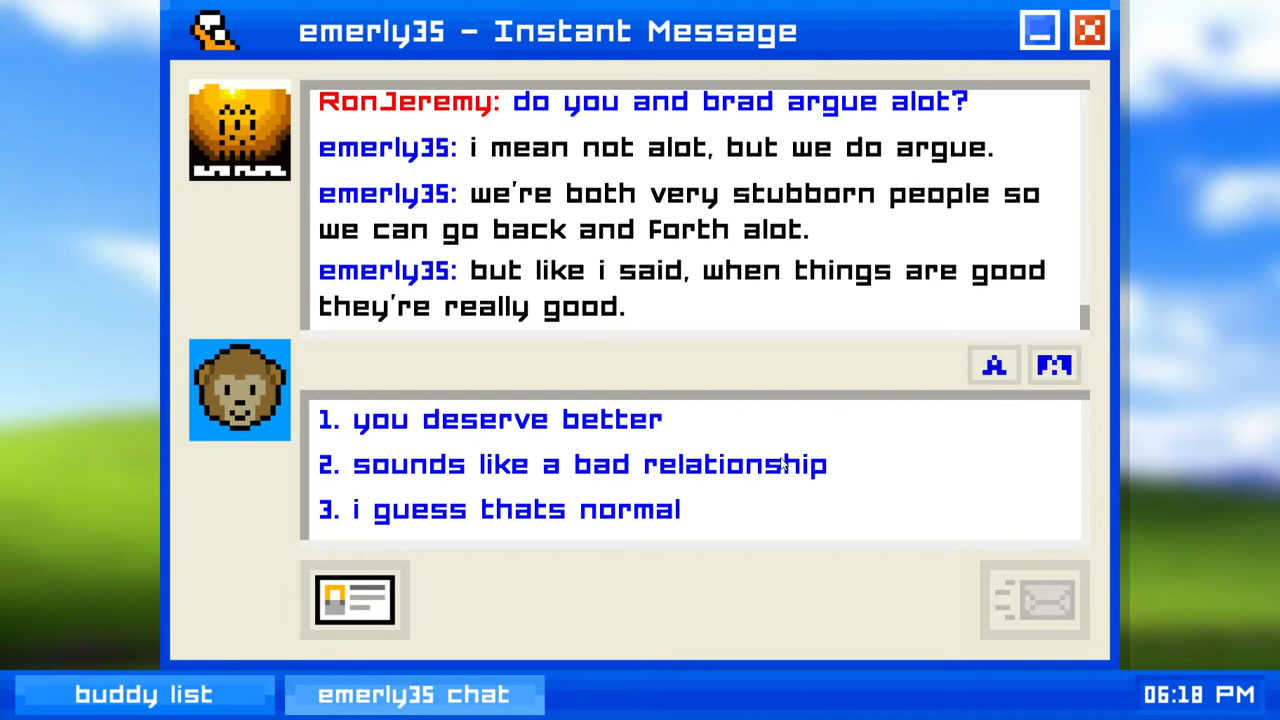 emerly35 - Instant Message
RonJeremy: do you and brad argue alot?
emerly35: i mean not alot, but we do argue.
emerly35: we're both very stubborn people so
we can go back and forth alot.
emerly35: but like i said, when things are good
they're really good.
A
1. you deserve better
2. sounds like a bad relationship
3. i guess thats normal
buddy list
emerly35 chat
06:18 PM